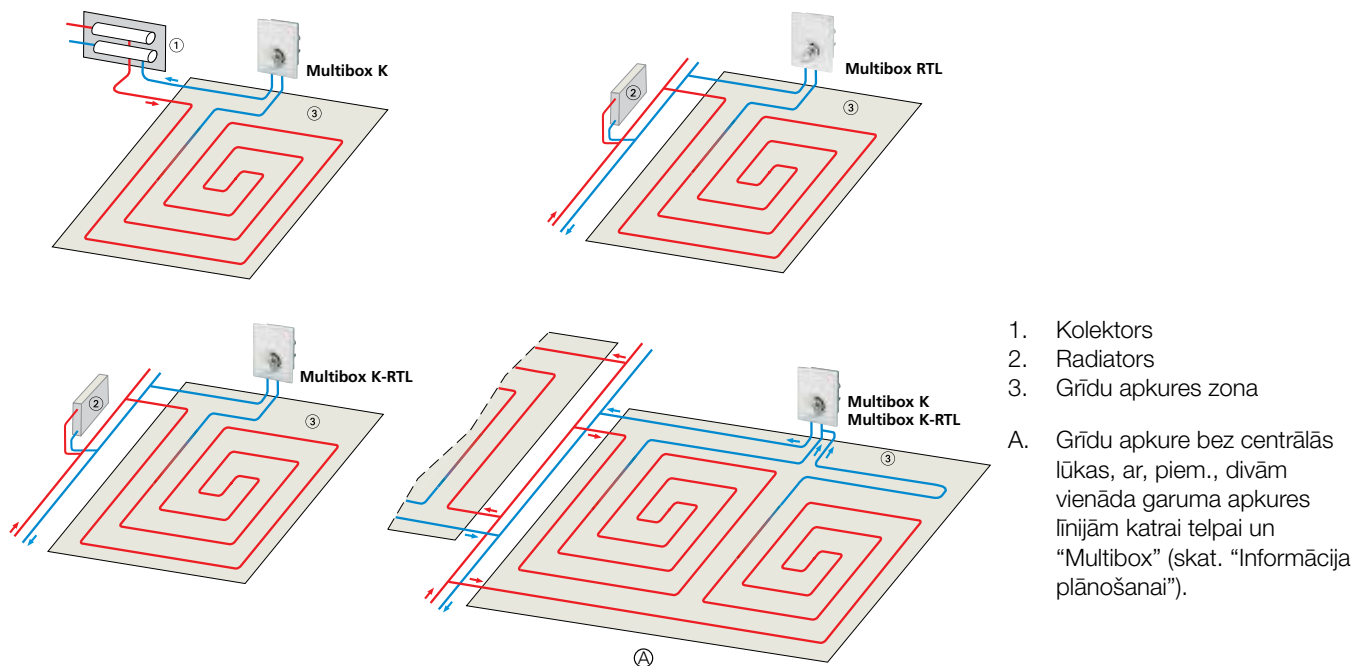 ①
Multibox K
③
②
Multibox RTL
③
②
Multibox K-RTL
③
Multibox K
Multibox K-RTL
③
Ⓐ
1. Kolektors
2. Radiators
3. Grīdu apkures zona
A. Grīdu apkure bez centrālās
lūkas, ar, piem., divām
vienāda garuma apkures
līnijām katrai telpai un
“Multibox” (skat. “Informācija
plānošanai”).